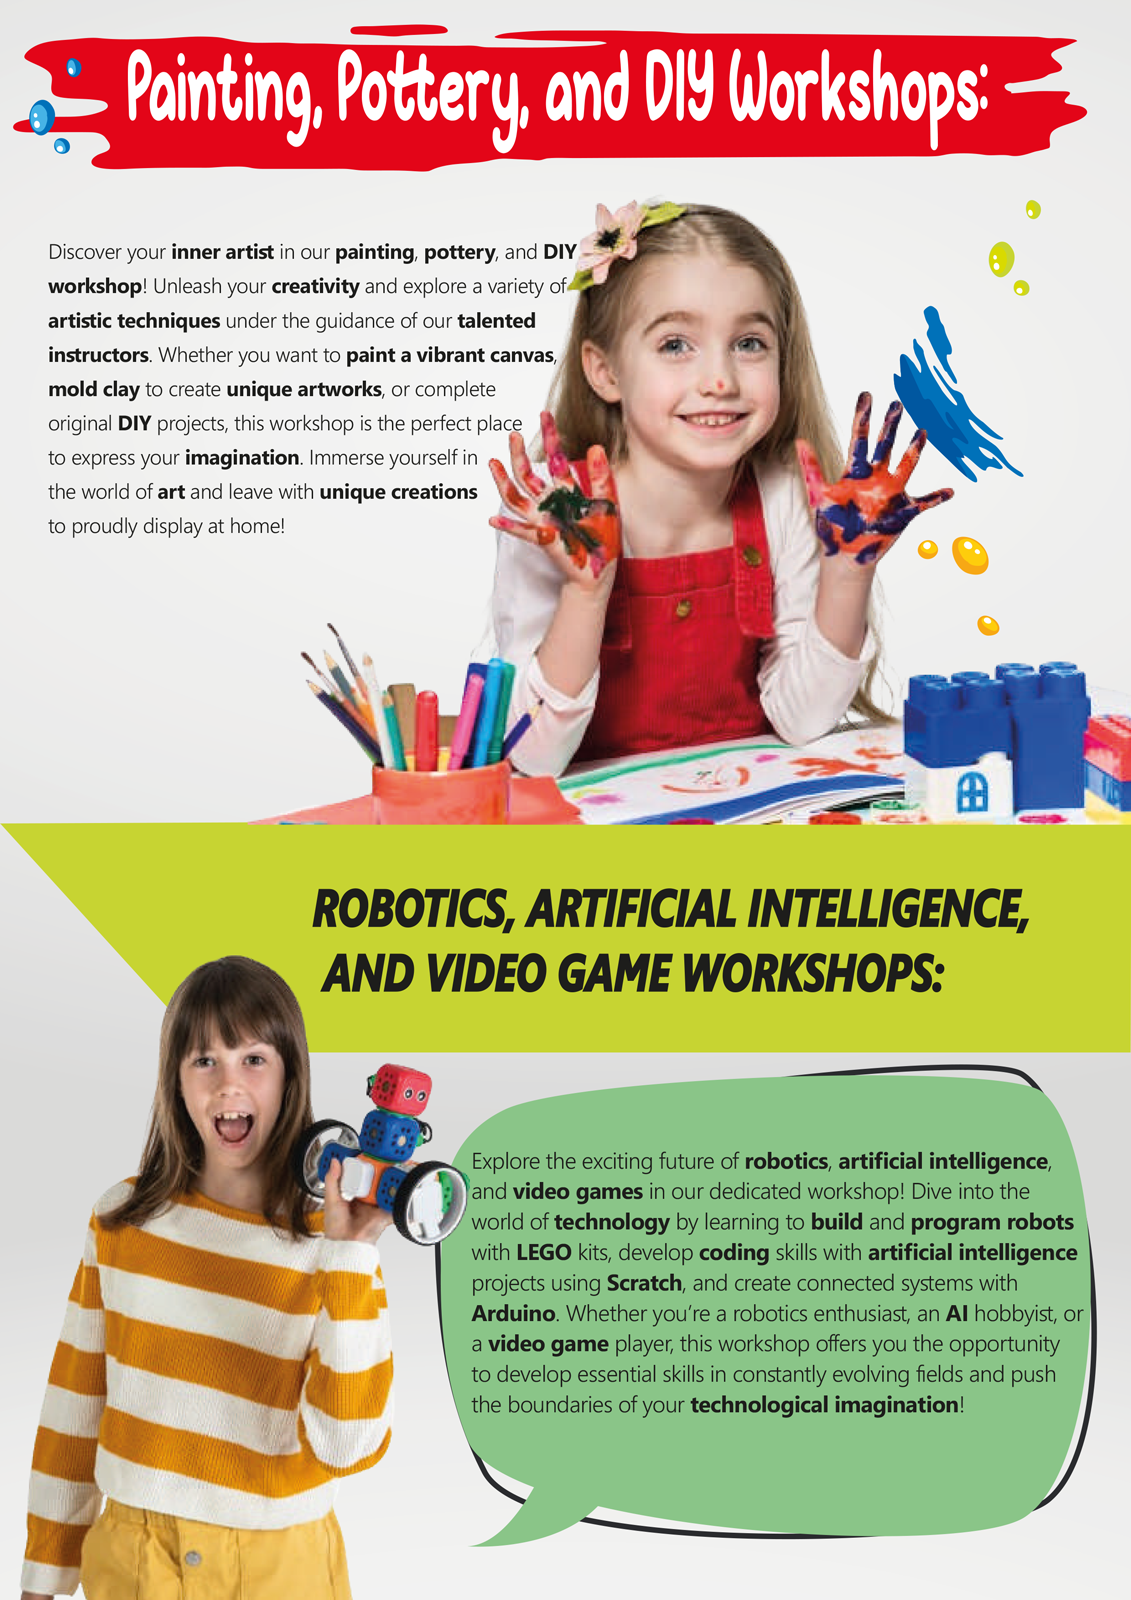 Painting, Pottery, and DIY Workshops:
Discover your inner artist in our painting, pottery, and DIY
workshop! Unleash your creativity and explore a variety of
artistic techniques under the guidance of our talented
instructors. Whether you want to paint a vibrant canvas,
mold clay to create unique artworks, or complete
original DIY projects, this workshop is the perfect place
to express your imagination. Immerse yourself in
the world of art and leave with unique creations
to proudly display at home!
ROBOTICS, ARTIFICIAL INTELLIGENCE,
AND VIDEO GAME WORKSHOPS:
Explore the exciting future of robotics, artificial intelligence,
and video games in our dedicated workshop! Dive into the
world of technology by learning to build and program robots
with LEGO kits, develop coding skills with artificial intelligence
projects using Scratch, and create connected systems with
Arduino. Whether you're a robotics enthusiast, an AI hobbyist, or
a video game player, this workshop offers you the opportunity
to develop essential skills in constantly evolving fields and push
the boundaries of your technological imagination!